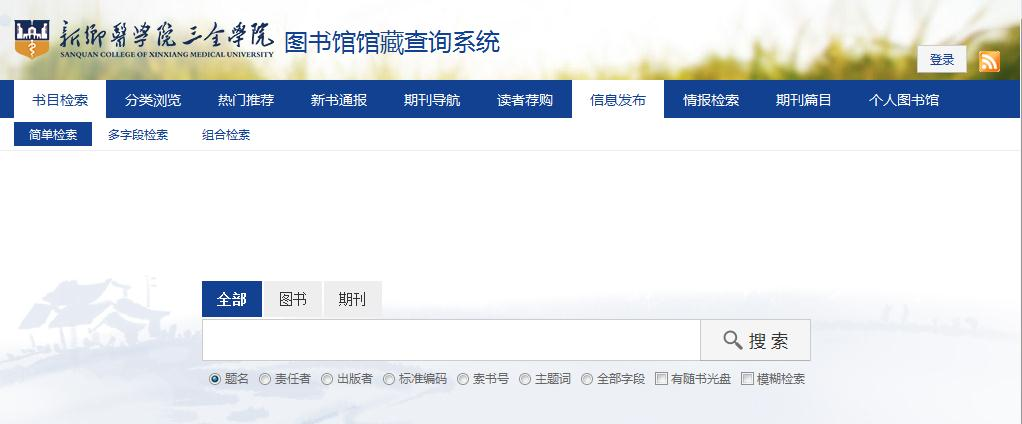 新乡醫学院三全学院 图书馆馆藏查询系统
SANQUAN COLLEGE OF XINXIANG MEDICAL UNIVERSITY
登录
书目检索 分类浏览 热门推荐 新书通报 期刊导航 读者荐购 信息发布 情报检索 期刊篇目 个人图书馆
简单检索 多字段检索 组合检索
全部 图书 期刊
搜 索
题名 责任者 出版者 标准编码 索书号 主题词 全部字段 有随书光盘 模糊检索